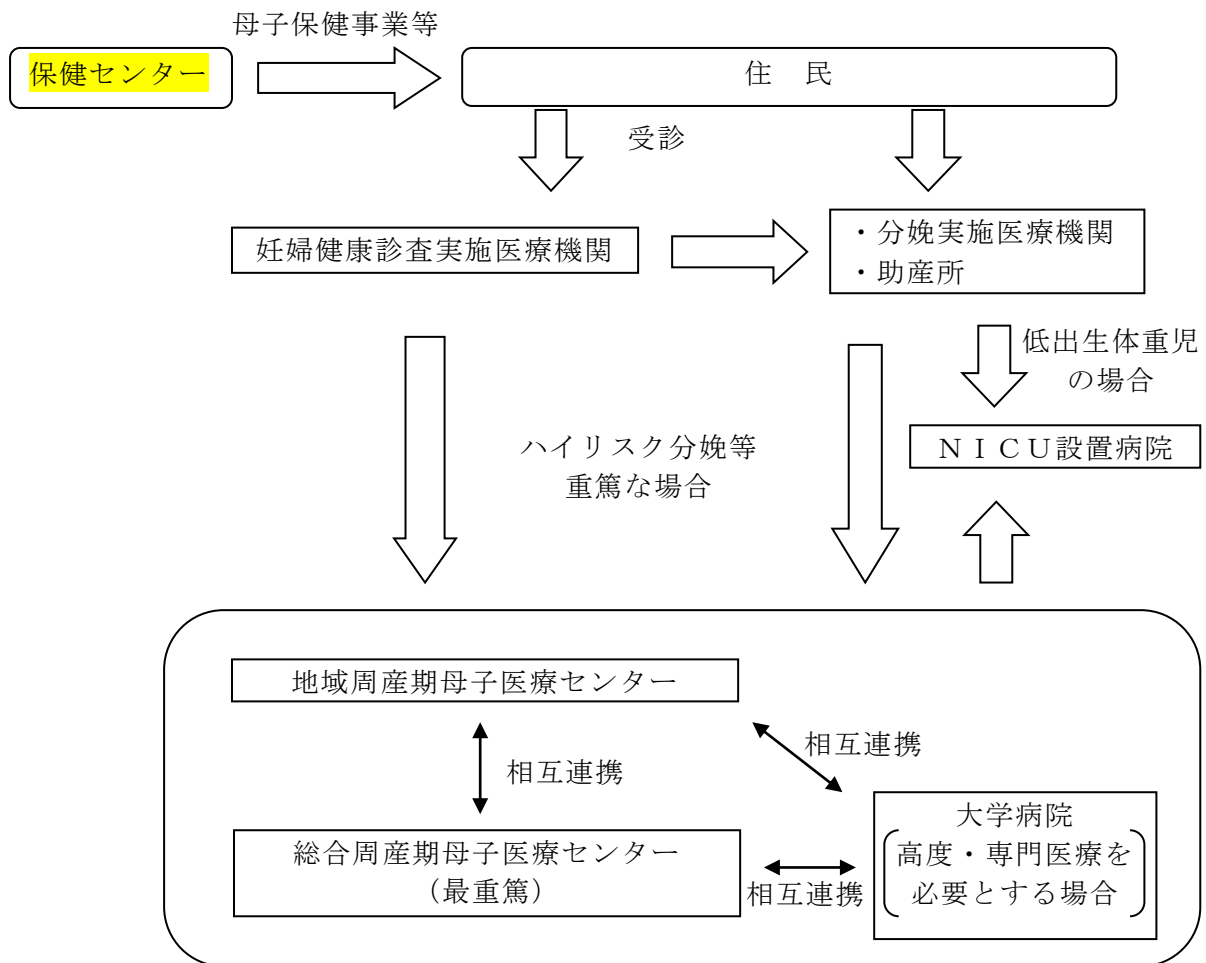 母子保健事業等
保健センター
住　民
受診
妊婦健康診査実施医療機関
・分娩実施医療機関
・助産所
低出生体重児
の場合
ハイリスク分娩等
重篤な場合
ＮＩＣＵ設置病院
地域周産期母子医療センター
相互連携
相互連携
総合周産期母子医療センター
（最重篤）
相互連携
大学病院
高度・専門医療を
必要とする場合